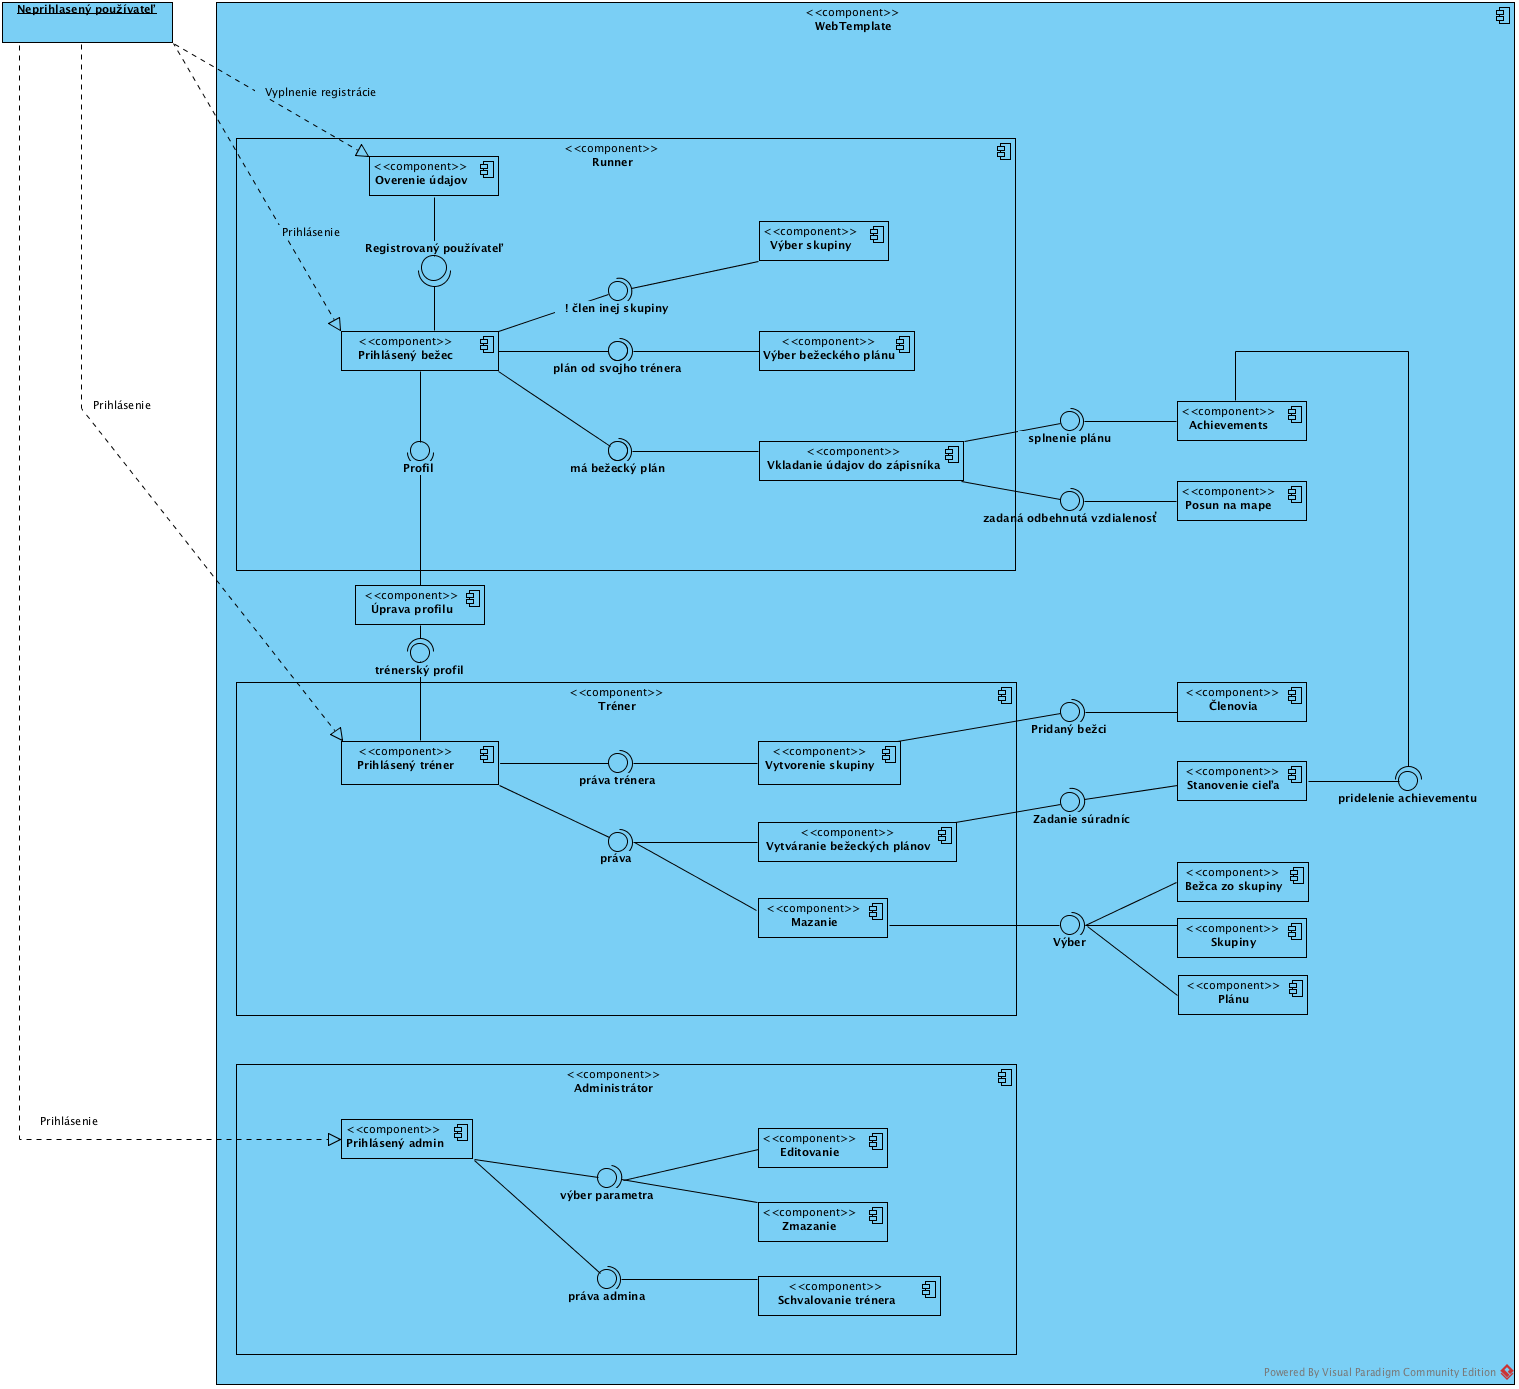 Neprihlasený používateľ
<<component>>
WebTemplate
Vyplnenie registrácie
<<component>>
Runner
<<component>>
Overenie údajov
Prihlásenie
Registrovaný používateľ
<<component>>
Výber skupiny
! člen inej skupiny
<<component>>
Prihlásený bežec
plán od svojho trénera
<<component>>
Výber bežeckého plánu
Prihlásenie
<<component>>
Achievements
splnenie plánu
Profil
má bežecký plán
<<component>>
Vkladanie údajov do zápisníka
<<component>>
Posun na mape
zadaná odbehnutá vzdialenosť
<<component>>
Úprava profilu
trénerský profil
<<component>>
Tréner
<<component>>
Členovia
Pridaný bežci
<<component>>
Prihlásený tréner
práva trénera
<<component>>
Vytvorenie skupiny
<<component>>
Stanovenie cieľa
pridelenie achievementu
Zadanie súradníc
<<component>>
Vytváranie bežeckých plánov
práva
<<component>>
Bežca zo skupiny
<<component>>
Mazanie
Výber
<<component>>
Skupiny
<<component>>
Plánu
<<component>>
Administrátor
Prihlásenie
<<component>>
Prihlásený admin
<<component>>
Editovanie
výber parametra
<<component>>
Zmazanie
práva admina
<<component>>
Schvalovanie trénera
Powered By Visual Paradigm Community Edition